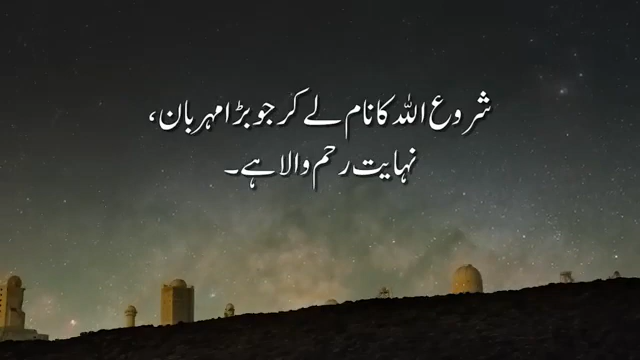 شروع اللہ کا نام لے کر جو بڑا مہربان،
نہایت رحم والا ہے۔